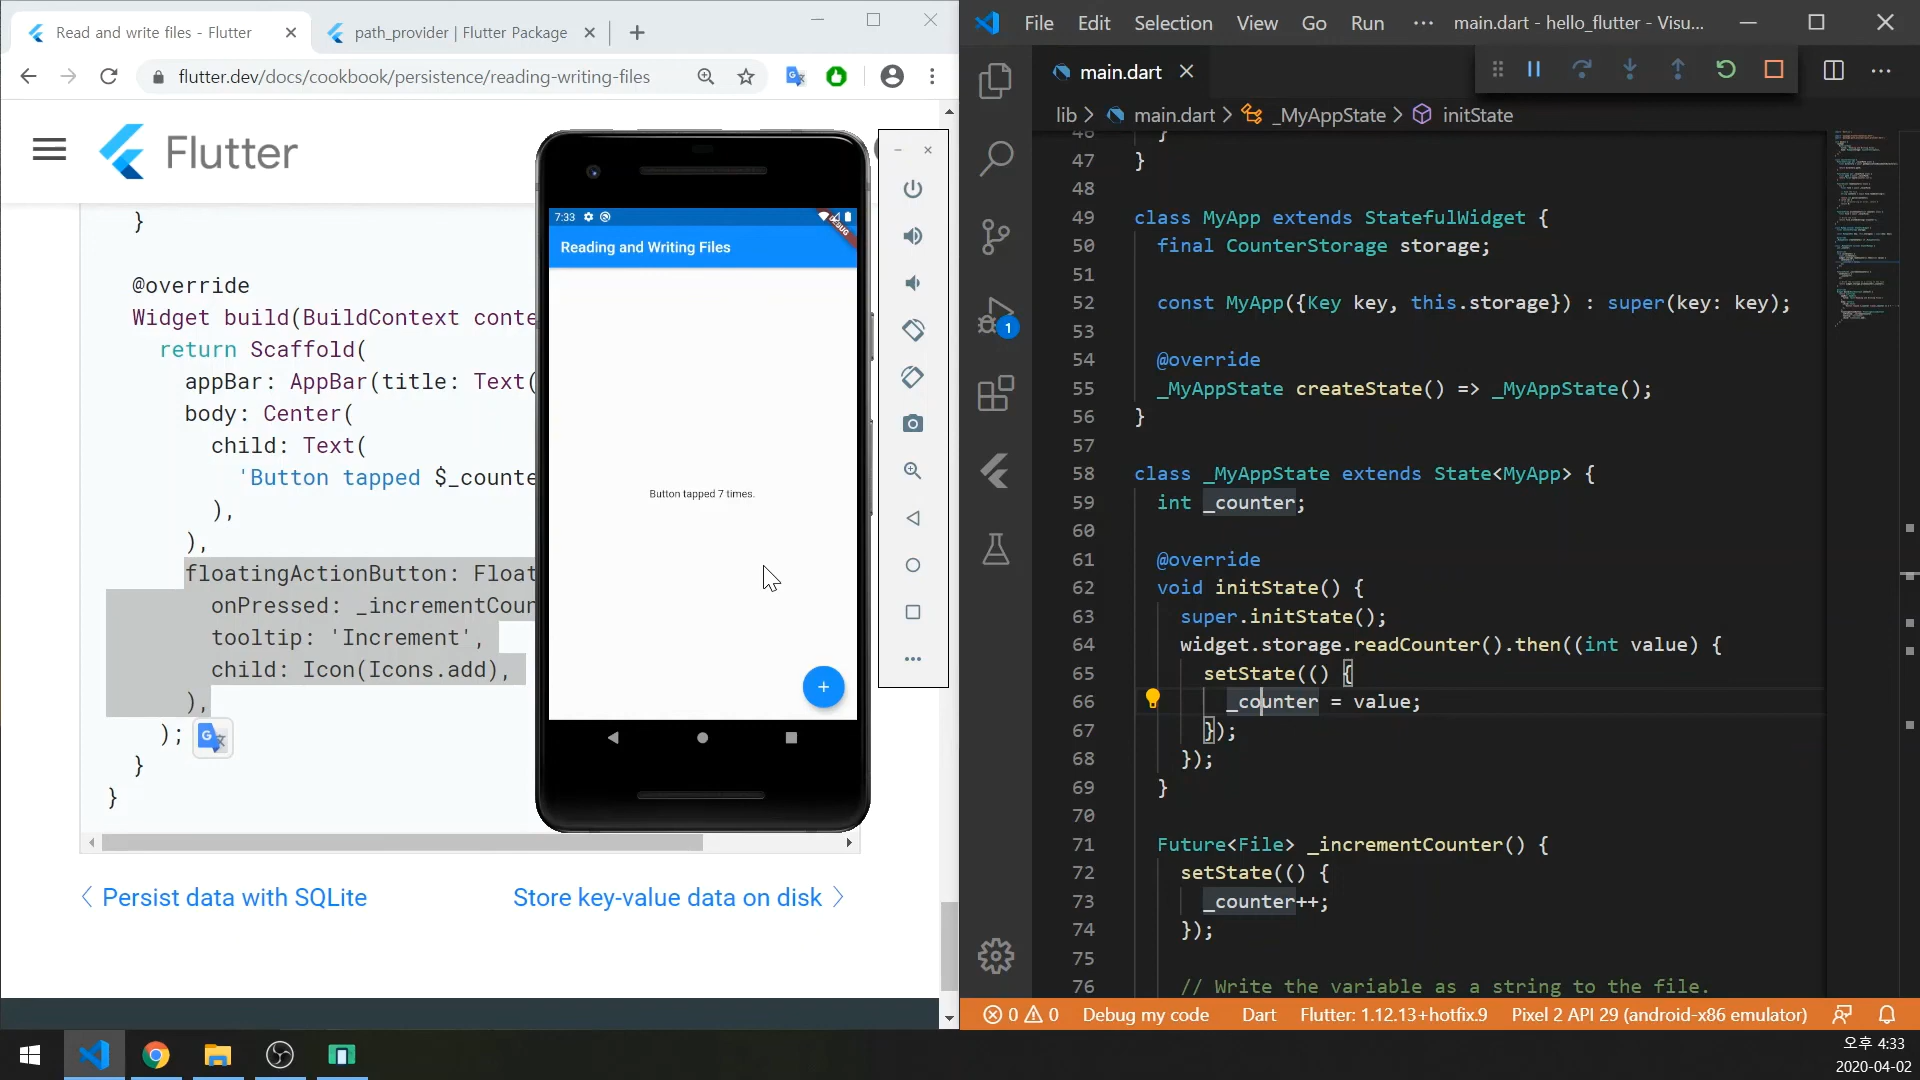 Read and write files - Flutter
path_provider | Flutter Package
flutter.dev/docs/cookbook/persistence/reading-writing-files
Flutter
}
@override
Widget build(BuildContext conte
return Scaffold(
appBar: AppBar(title: Text(
body: Center(
child: Text(
'Button tapped $_counte
),
),
floatingActionButton: Float
onPressed: _incrementCoun
tooltip: 'Increment',
child: Icon(Icons.add),
),
);
}
}
Persist data with SQLite
Store key-value data on disk
7:33
DEBUG
Reading and Writing Files
Button tapped 7 times.
File Edit Selection View Go Run ··· main.dart - hello_flutter - Visu...
main.dart
lib > main.dart > _MyAppState > initState
46 }
47 }
48
49 class MyApp extends StatefulWidget {
50 final CounterStorage storage;
51
52 const MyApp({Key key, this.storage}) : super(key: key);
53
54 @override
55 _MyAppState createState() => _MyAppState();
56 }
57
58 class _MyAppState extends State<MyApp> {
59 int _counter;
60
61 @override
62 void initState() {
63 super.initState();
64 widget.storage.readCounter().then((int value) {
65 setState(() {
66 _counter = value;
67 });
68 });
69 }
70
71 Future<File> _incrementCounter() {
72 setState(() {
73 _counter++;
74 });
75
76 // Write the variable as a string to the file.
1
0 0 Debug my code Dart Flutter: 1.12.13+hotfix.9 Pixel 2 API 29 (android-x86 emulator)
오후 4:33
2020-04-02